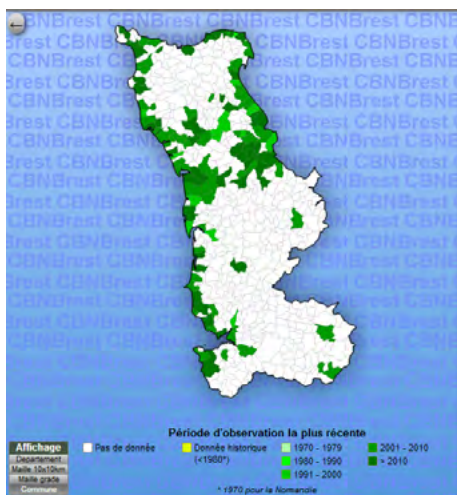 CBNBrest CBNBrest CBNBrest
Période d'observation la plus récente
Affichage
Département
Maille 10x10km
Maille grade
Commune
Pas de donnée
Donnée historique
(<1980*)
1970 - 1979
1980 - 1990
1991 - 2000
2001 - 2010
> 2010
* 1970 pour la Normandie